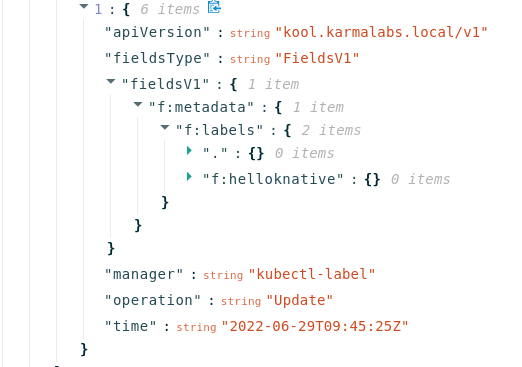 1 : { 6 items
"apiVersion" : string "kool.karmalabs.local/v1"
"fieldsType" : string "FieldsV1"
"fieldsV1" : { 1 item
"f:metadata" : { 1 item
"f:labels" : { 2 items
"." : {} 0 items
"f:helloknative" : {} 0 items
}
}
}
"manager" : string "kubectl-label"
"operation" : string "Update"
"time" : string "2022-06-29T09:45:25Z"
}